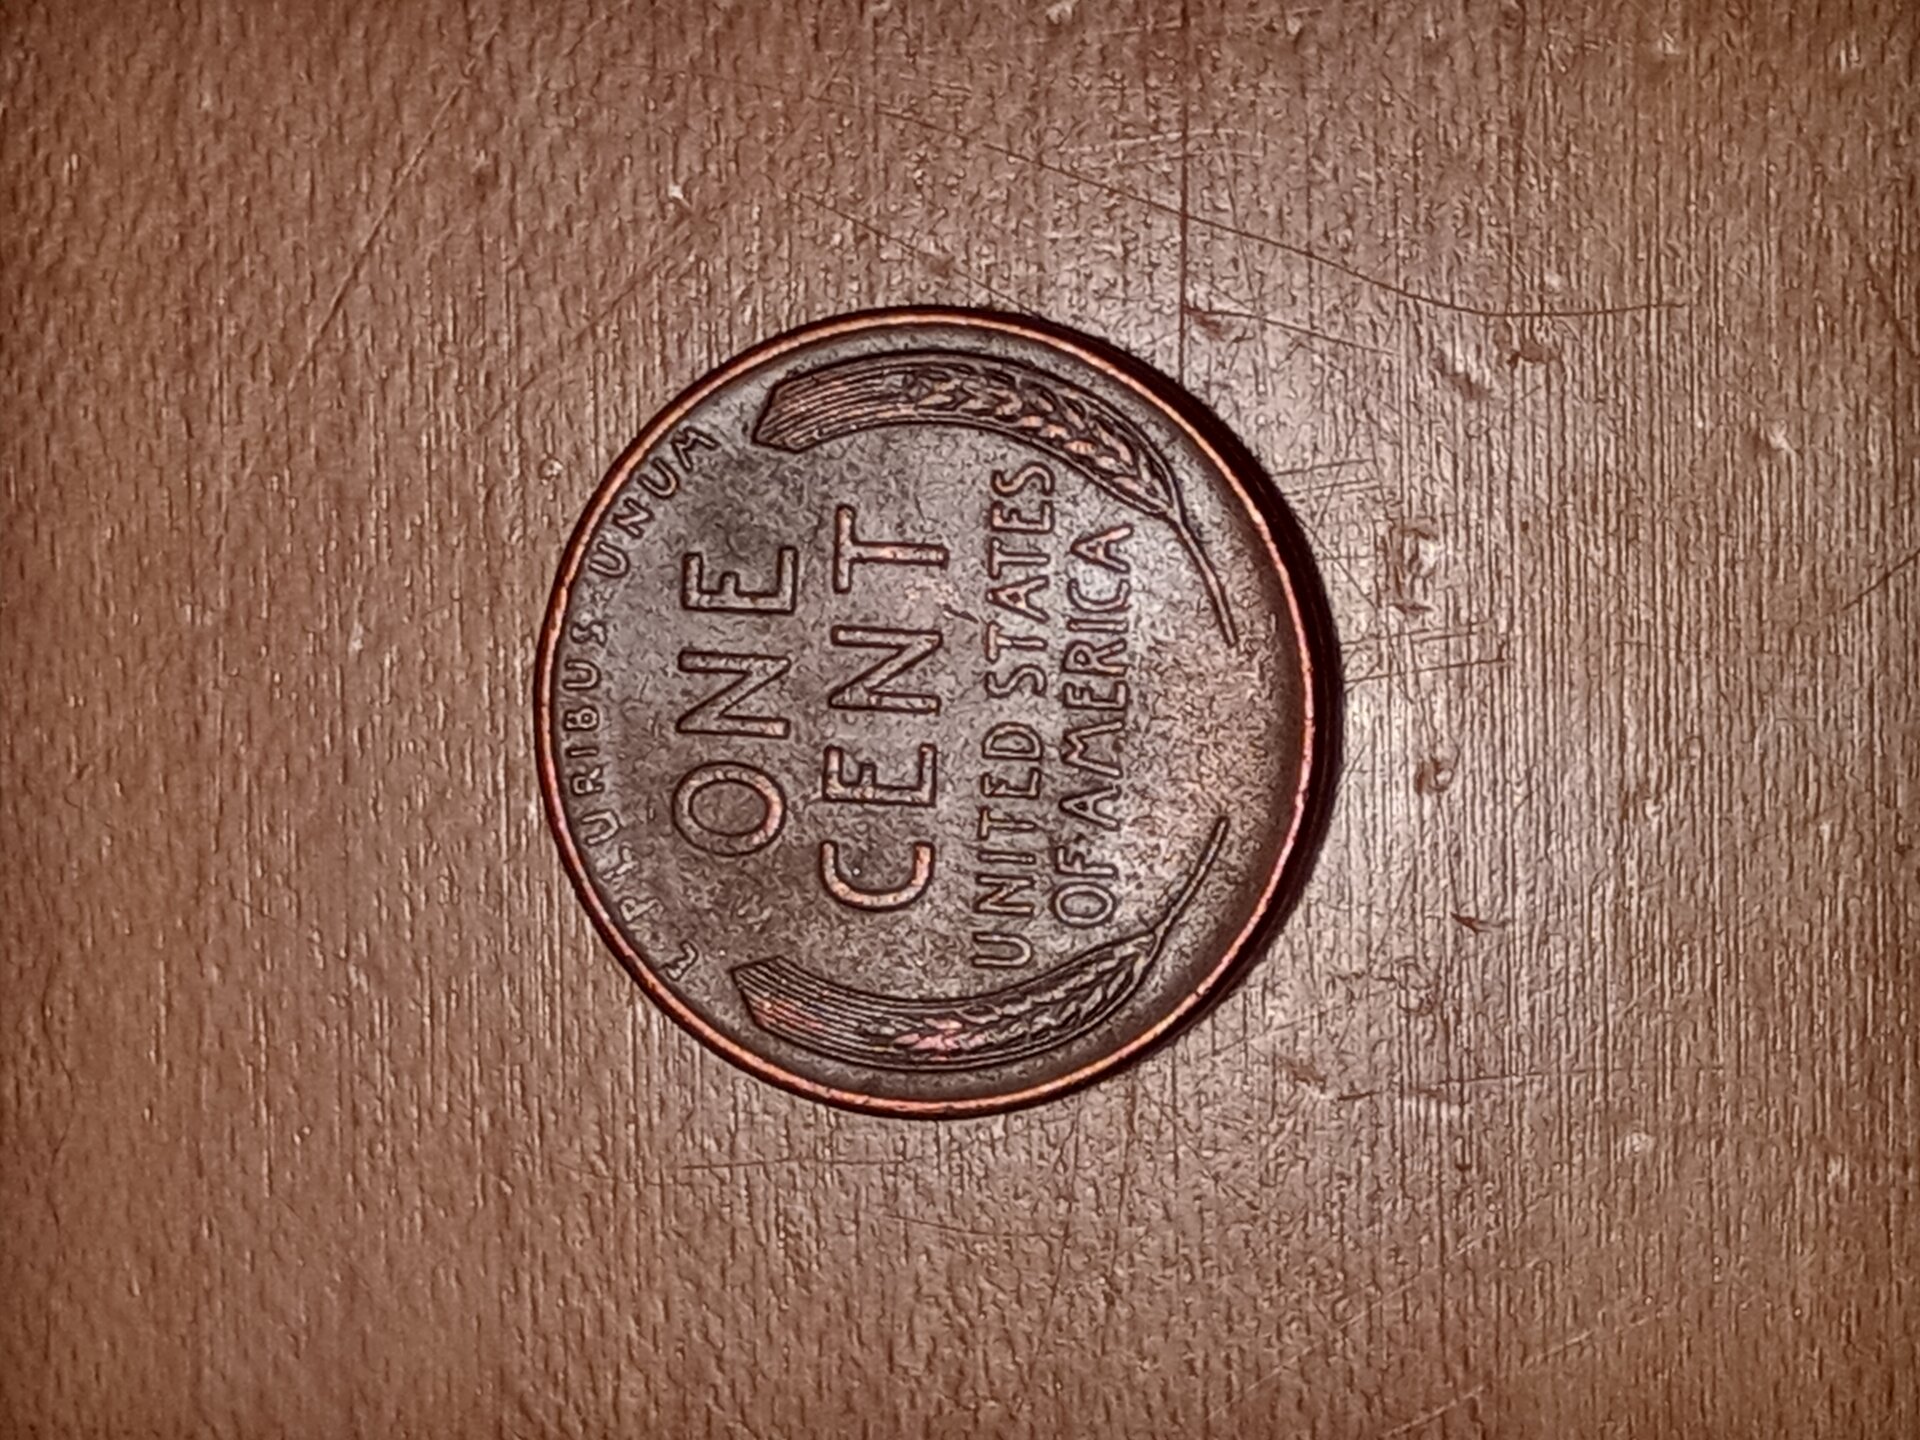 E PLURIBUS UNUM
ONE
CENT
UNITED STATES
OF AMERICA